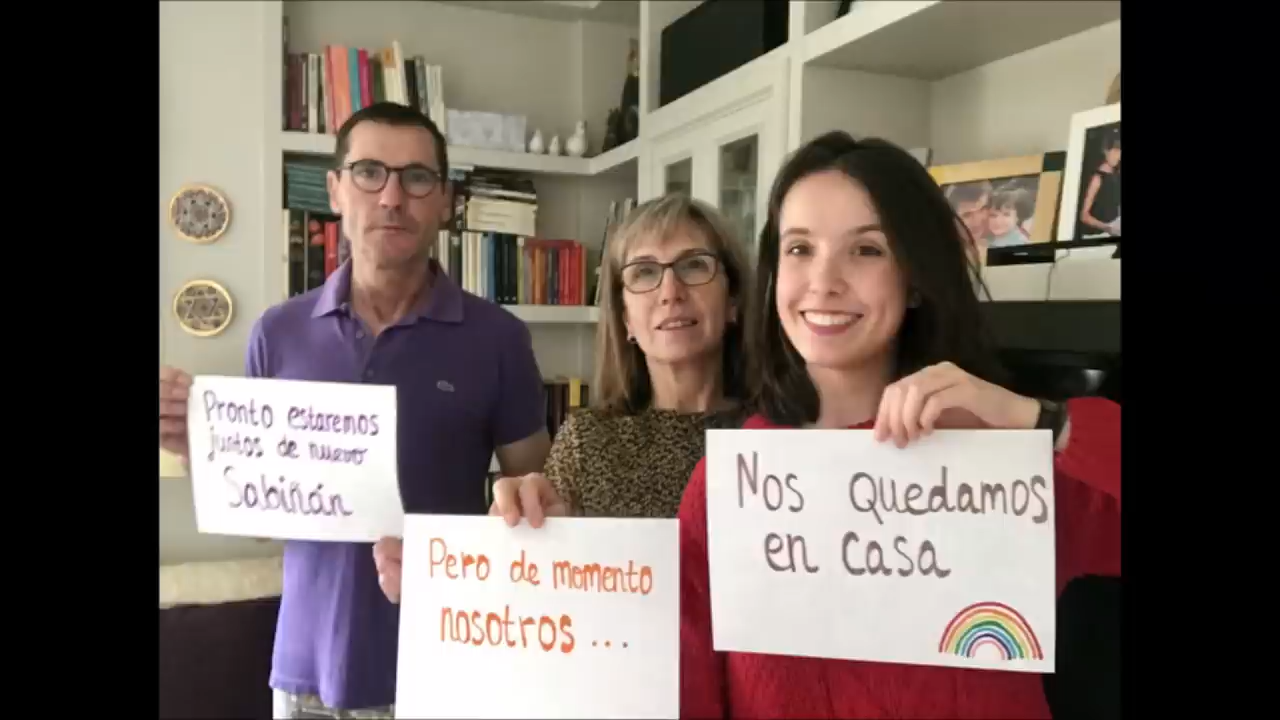 Pronto estaremos
juntos de nuevo
Sabiñán
Pero de momento
nosotros ...
Nos Quedamos
en casa